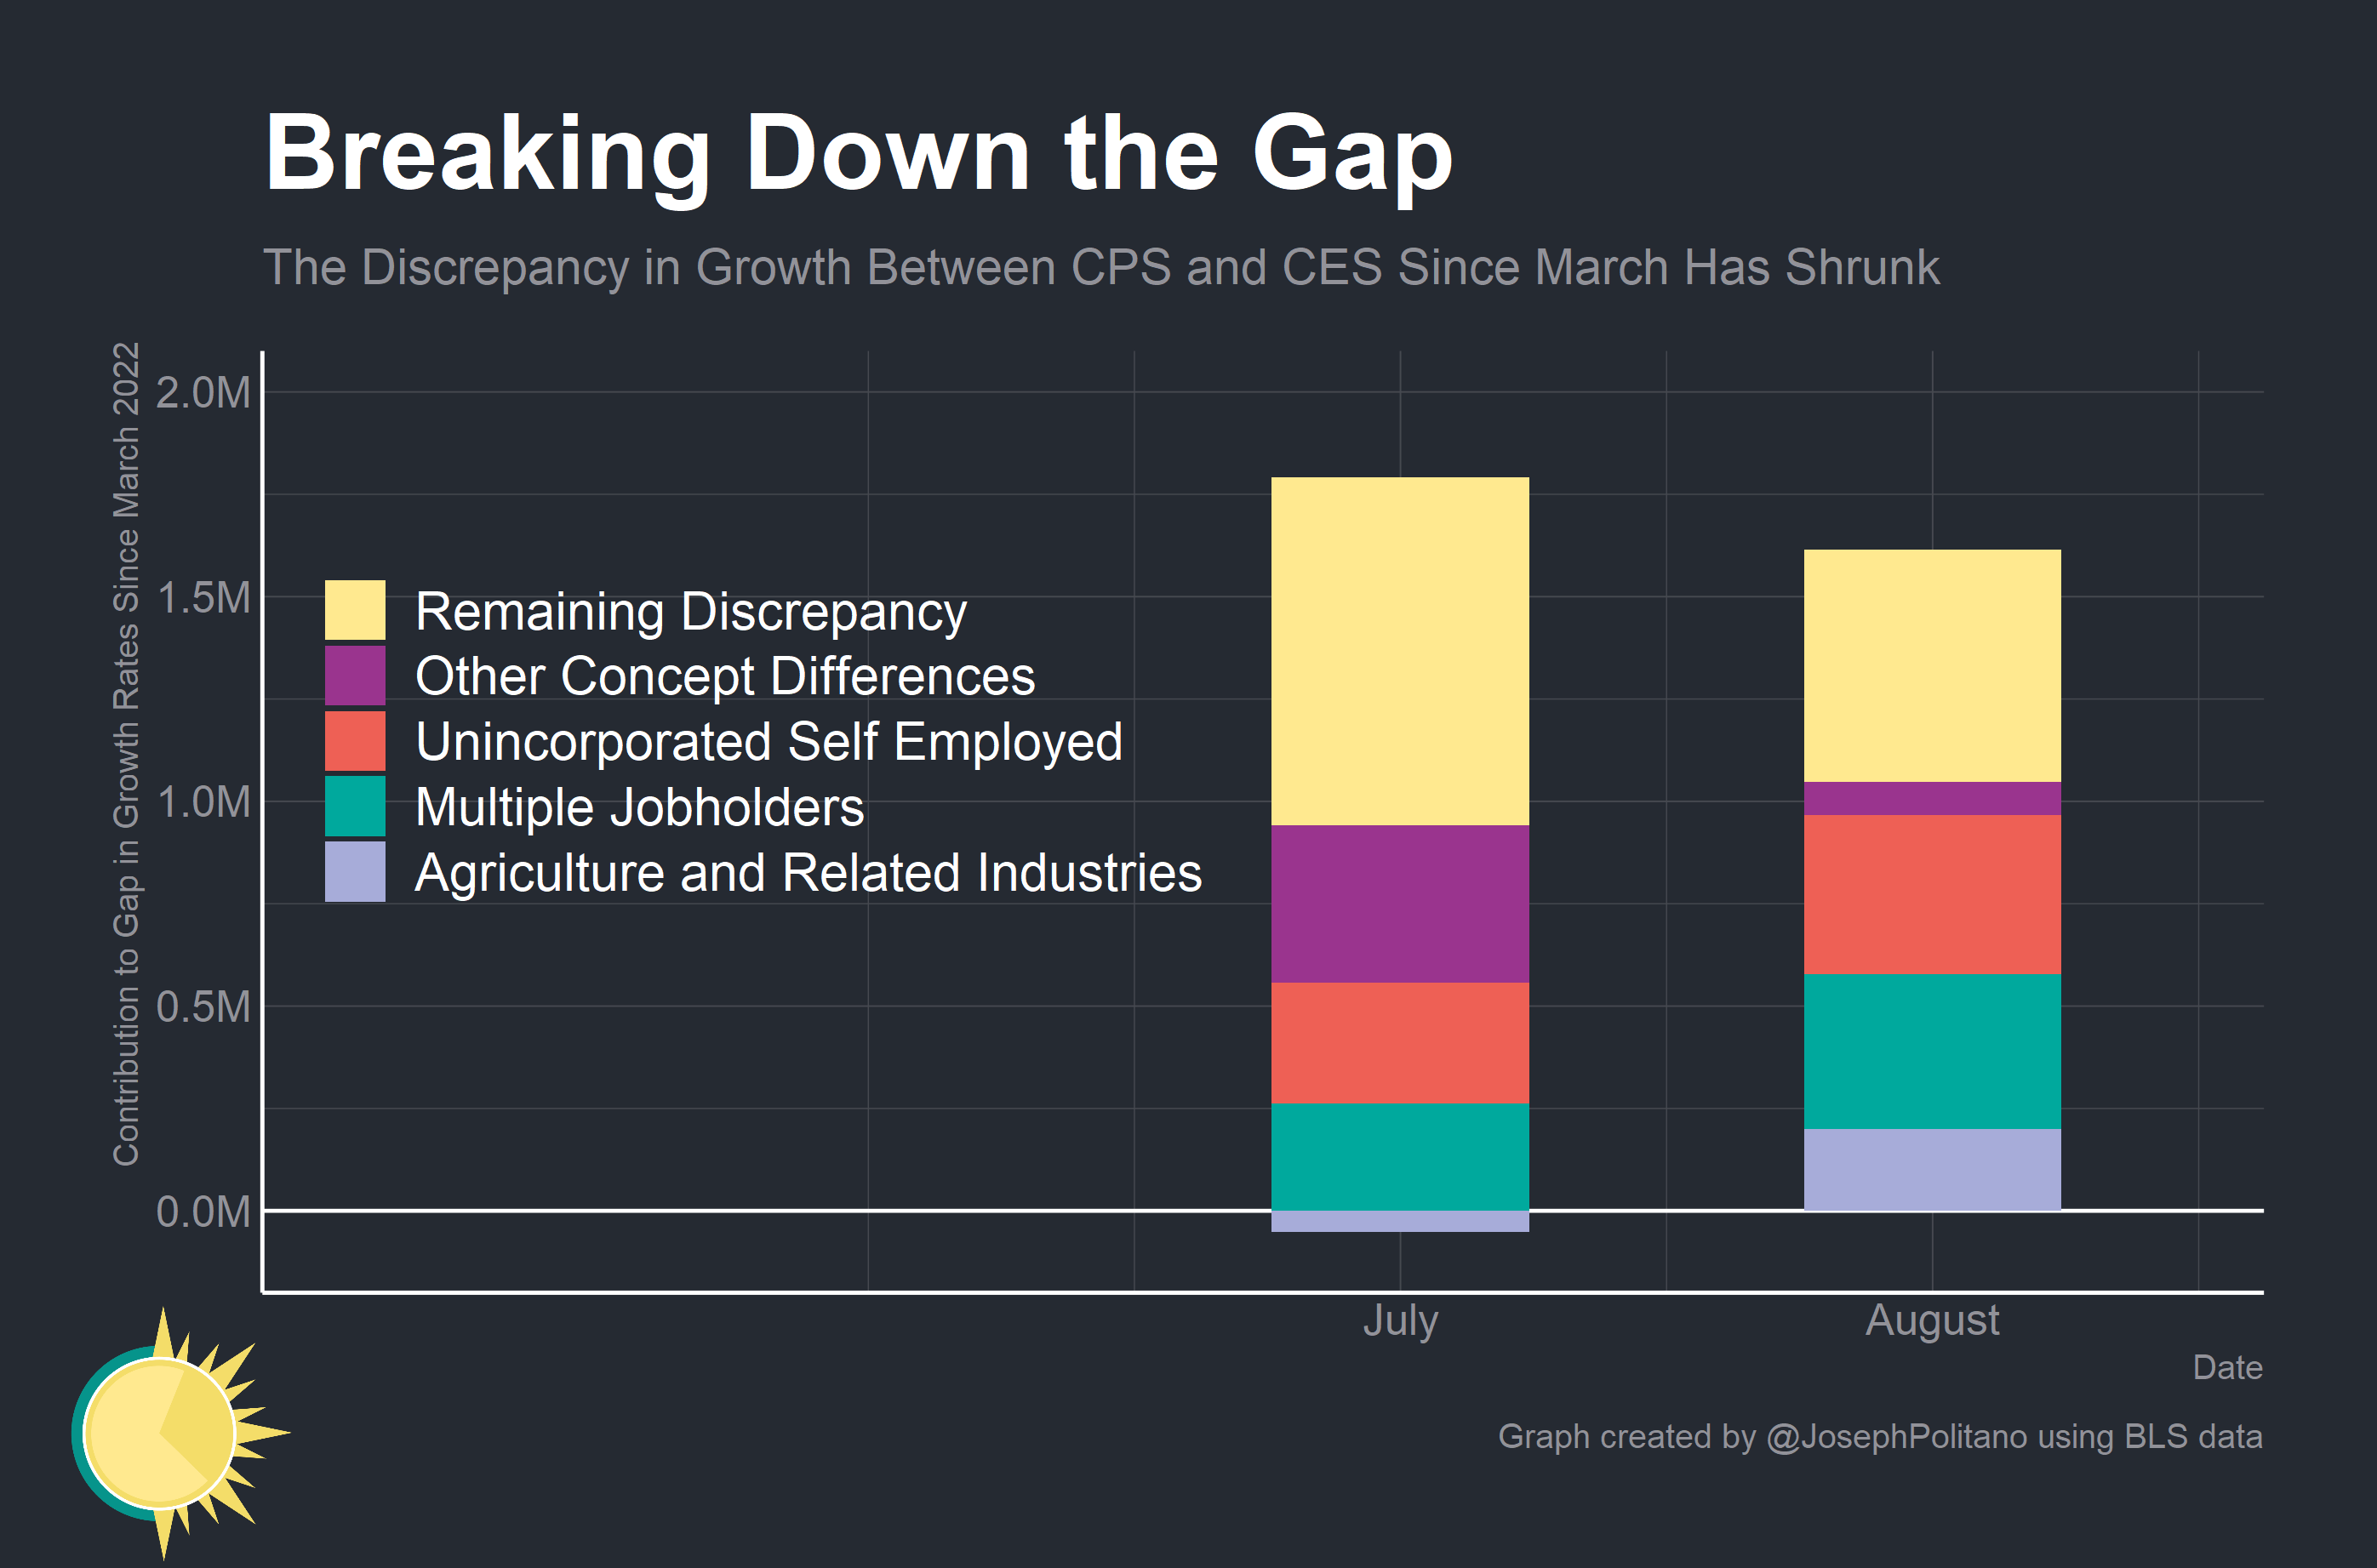 Breaking Down the Gap
The Discrepancy in Growth Between CPS and CES Since March Has Shrunk
Contribution to Gap in Growth Rates Since March 2022
2.0M
1.5M
1.0M
0.5M
0.0M
Remaining Discrepancy
Other Concept Differences
Unincorporated Self Employed
Multiple Jobholders
Agriculture and Related Industries
July August
Date
Graph created by @JosephPolitano using BLS data